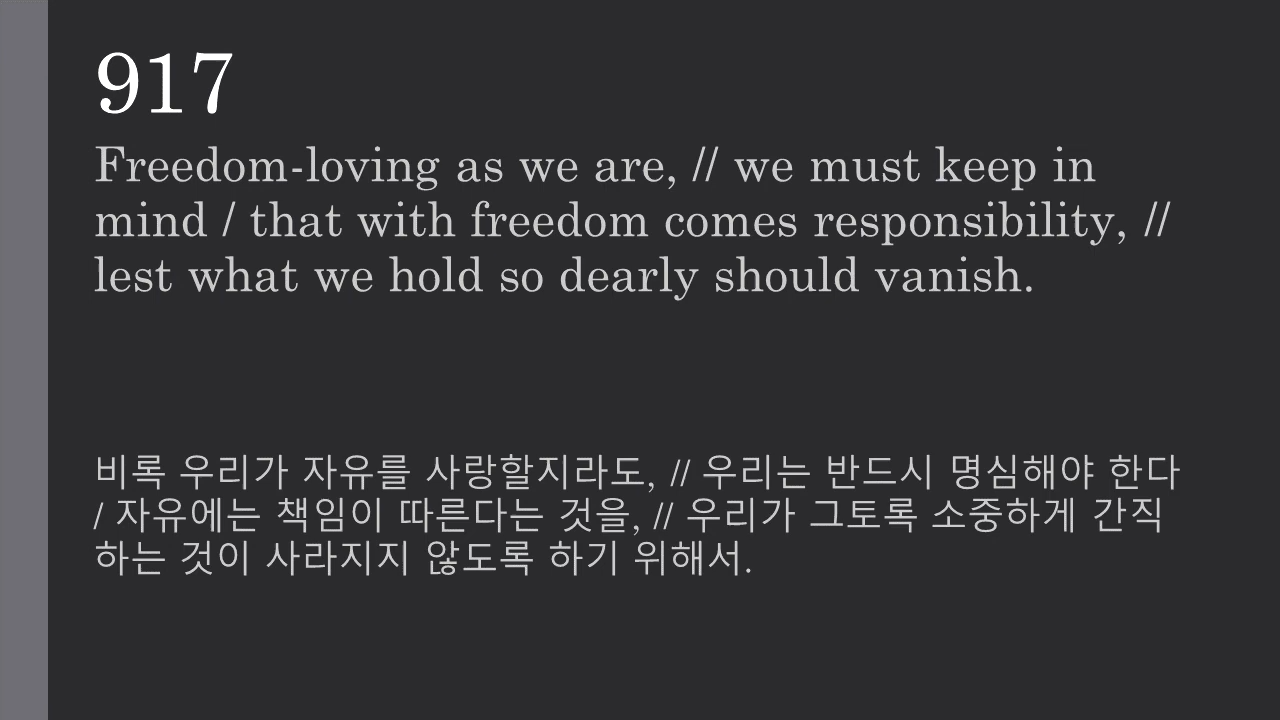 917
Freedom-loving as we are, // we must keep in
mind / that with freedom comes responsibility, //
lest what we hold so dearly should vanish.
비록 우리가 자유를 사랑할지라도, // 우리는 반드시 명심해야 한다
/ 자유에는 책임이 따른다는 것을, // 우리가 그토록 소중하게 간직
하는 것이 사라지지 않도록 하기 위해서.